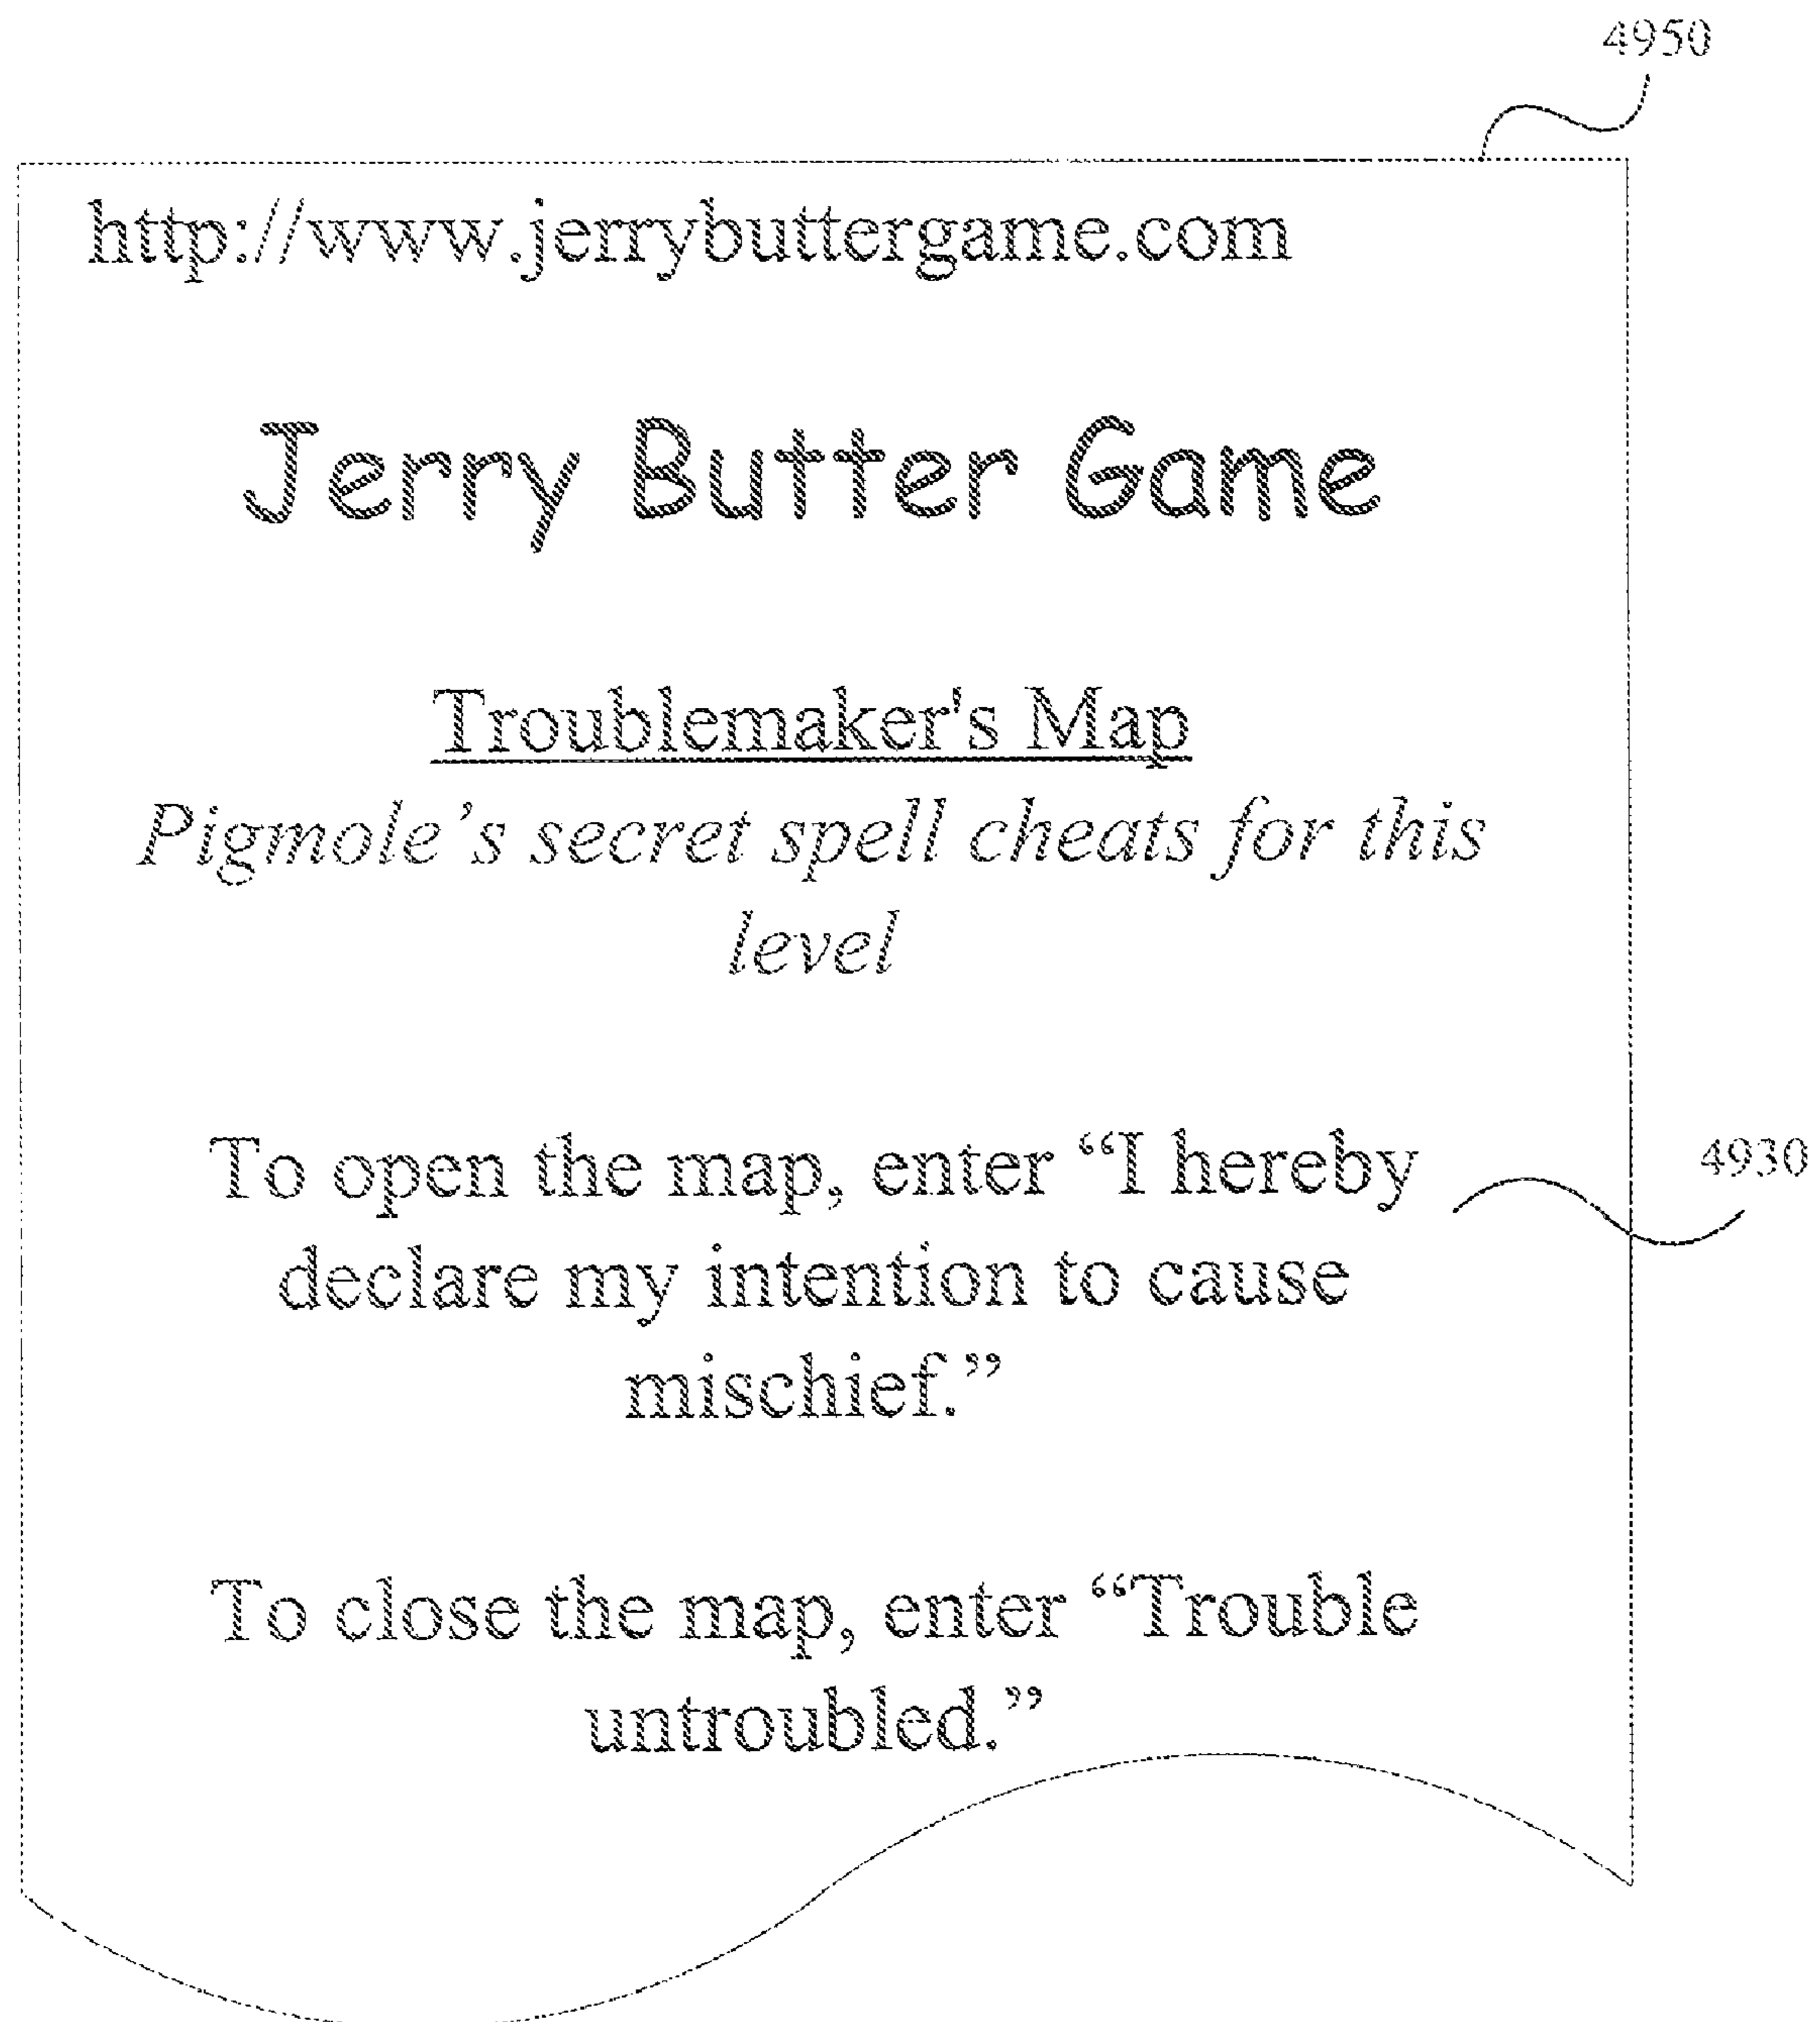 4950
http://www.jerrybuttergame.com
Jerry Butter Game
Troublemaker's Map
Pigmole’s secret spell cheats for this
level
To open the map, enter “I hereby
4930
declare my intention to cause
mischief.”
To close the map, enter “Trouble
untroubled.”